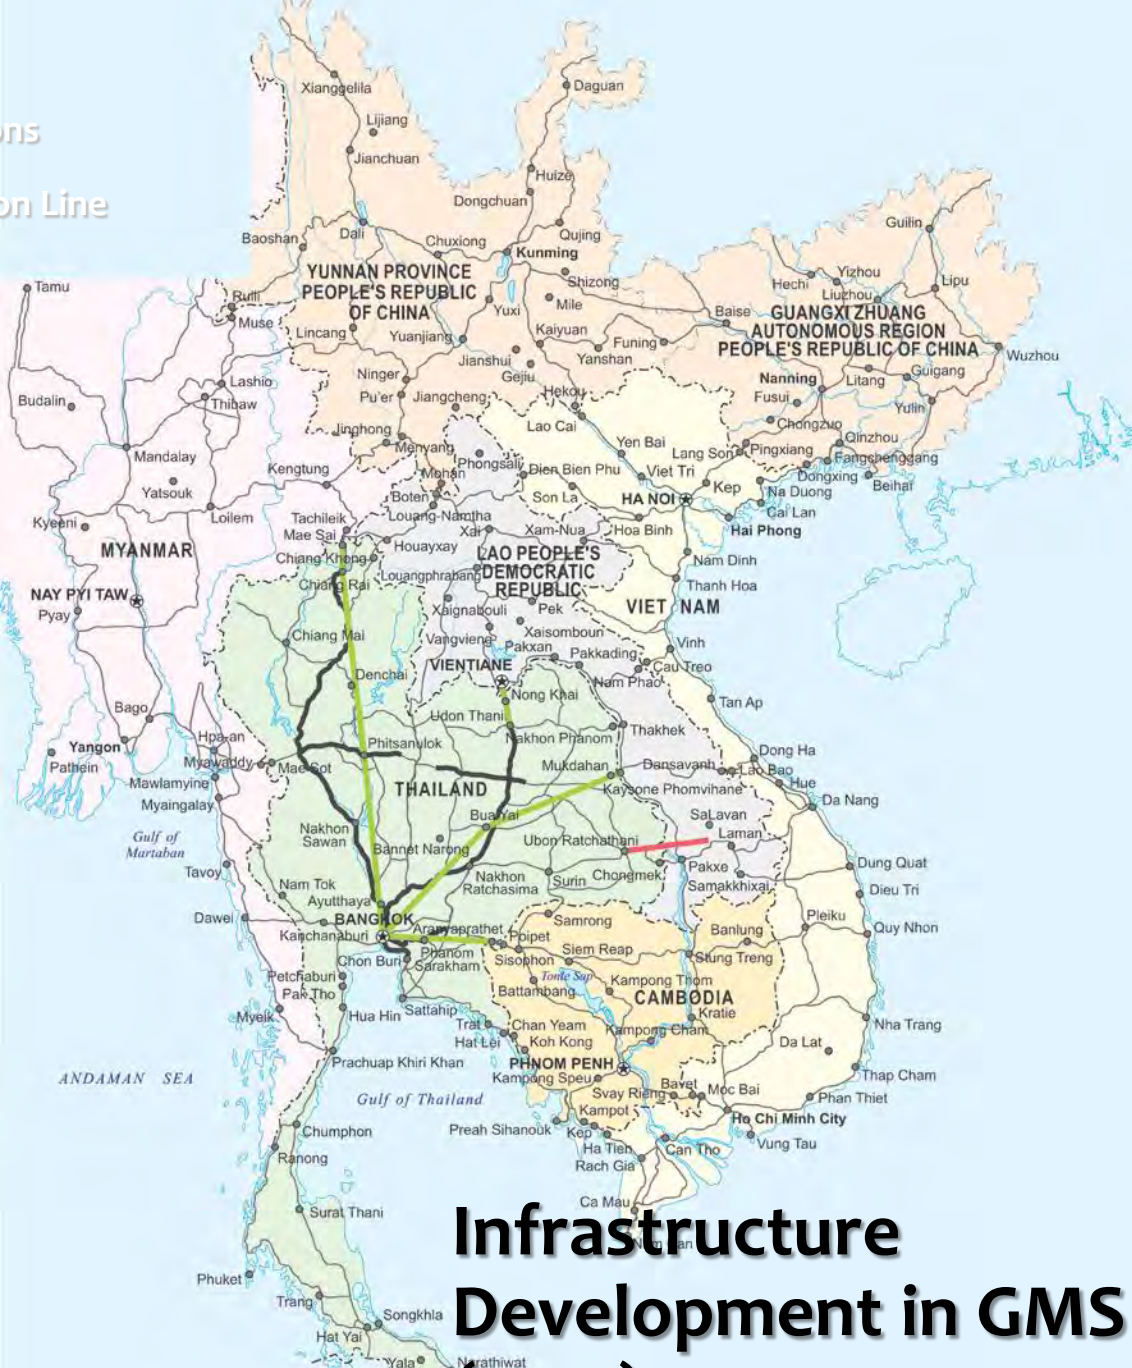 ons
on Line
Xianggelila
Daguan
Lijiang
Jianchuan
Huize
Dongchuan
Guilin
Baoshan
Dali
Chuxiong
Qujing
Kunming
YUNNAN PROVINCE
PEOPLE'S REPUBLIC
OF CHINA
Shizong
Hechi
Yizhou
Lipu
Tamu
Ruili
Muse
Yuxi
Mile
Liuzhou
Baise
GUANGXI ZHUANG
AUTONOMOUS REGION
PEOPLE'S REPUBLIC OF CHINA
Lincang
Yuanjiang
Kaiyuan
Funing
Jianshui
Yanshan
Wuzhou
Gejiu
Ninger
Nanning
Litang
Guigang
Lashio
Pu'er
Jiangcheng
Hekou
Fusui
Yulin
Budalin
Thibaw
Lao Cai
Chongzuo
Jinghong
Menyang
Yen Bai
Lang Son
Pingxiang
Qinzhou
Fangchenggang
Mandalay
Kengtung
Mohan
Phongsaly
Dien Bien Phu
Viet Tri
Dongxing
Beihai
Yatsouk
Boten
Son La
HA NOI
Kep
Na Duong
Cai Lan
Kyeeni
Loilem
Tachileik
Louang-Namtha
Hai Phong
Mae Sai
Xai
Xam-Nua
Hoa Binh
MYANMAR
Houayxay
Chiang Khong
LAO PEOPLE'S
DEMOCRATIC
REPUBLIC
Nam Dinh
Louangphrabang
Chiang Rai
Thanh Hoa
NAY PYI TAW
Pyay
Xaignabouli
Pek
VIET NAM
Chiang Mai
Vangviene
Xaisomboun
Pakxan
Pakkading
Vinh
VIENTIANE
Cau Treo
Denchai
Nam Phao
Nong Khai
Tan Ap
Bago
Udon Thani
Hpa-an
Phitsanulok
Nakhon Phanom
Thakhek
Yangon
Pathein
Myawaddy
Mae Sot
Mukdahan
Dansavanh
Lao Bao
Dong Ha
Hue
Mawlamyine
THAILAND
Kaysone Phomvihane
Myaingalay
Da Nang
Gulf of
Martaban
Nakhon
Sawan
Bua Yai
SaLavan
Laman
Bannet Narong
Ubon Ratchathani
Tavoy
Nakhon
Ratchasima
Surin
Chongmek
Pakxe
Samakkhixai
Dung Quat
Nam Tok
Dieu Tri
Ayutthaya
Dawei
BANGKOK
Samrong
Pleiku
Kanchanaburi
Aranyaprathet
Poipet
Banlung
Quy Nhon
Chon Buri
Phanom
Sarakham
Sisophon
Siem Reap
Stung Treng
Petchaburi
Tonle Sap
Battambang
Kampong Thom
Pak Tho
CAMBODIA
Myeik
Hua Hin
Sattahip
Kratie
Trat
Chan Yeam
Kampong Cham
Nha Trang
Hat Lei
Koh Kong
Da Lat
Prachuap Khiri Khan
PHNOM PENH
ANDAMAN SEA
Kampong Speu
Thap Cham
Gulf of Thailand
Svay Rieng
Bavet
Moc Bai
Phan Thiet
Kampot
Ho Chi Minh City
Chumphon
Preah Sihanouk
Kep
Ha Tien
Can Tho
Vung Tau
Ranong
Rach Gia
Ca Mau
Surat Thani
Infrastructure
Nam Can
Phuket
Development in GMS
Trang
Songkhla
Hat Yai
Yala
Narathiwat